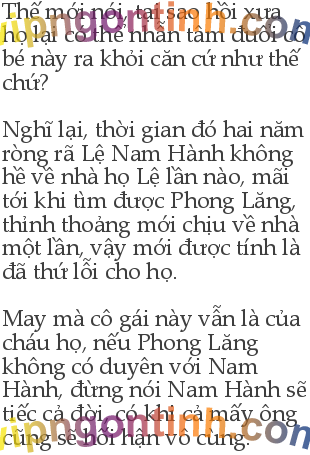 Thế mới nói, tại sao hồi xưa
họ lại có thể nhẫn tâm đuổi cô
bé này ra khỏi căn cứ như thế
chứ?
Nghĩ lại, thời gian đó hai năm
ròng rã Lệ Nam Hành không
hề về nhà họ Lệ lần nào, mãi
tới khi tìm được Phong Lăng,
thỉnh thoảng mới chịu về nhà
một lần, vậy mới được tính là
đã thứ lỗi cho họ.
May mà cô gái này vẫn là của
cháu họ, nếu Phong Lăng
không có duyên với Nam
Hành, đừng nói Nam Hành sẽ
tiếc cả đời, có khi cả mấy ông
cũng sẽ hối hận vô cùng.
vipngontinh.com
vipngontinh.com